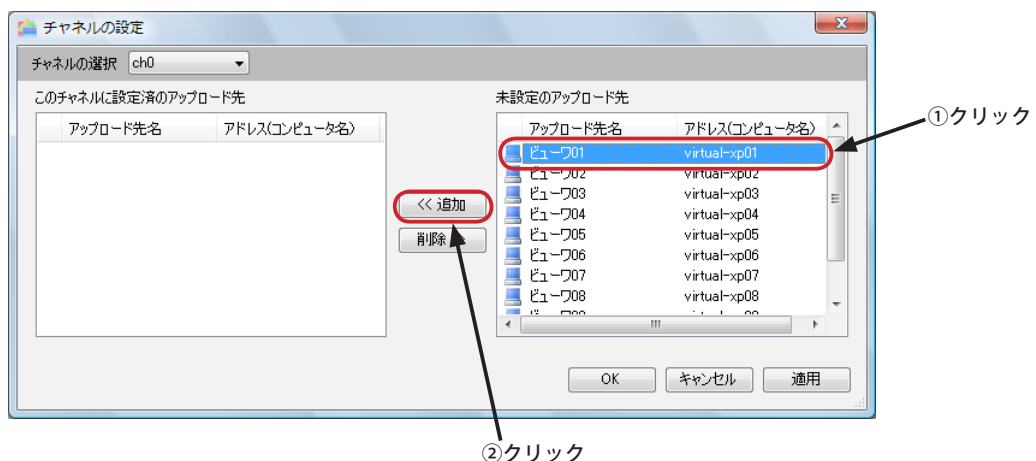 チャネルの設定
チャネルの選択 ch0
このチャネルに設定済のアップロード先
未設定のアップロード先
アップロード先名 アドレス(コンピュータ名)
アップロード先名 アドレス(コンピュータ名)
①クリック
ビューワ01 virtual-xp01
ビューワ02 virtual-xp02
ビューワ03 virtual-xp03
<< 追加
ビューワ04 virtual-xp04
ビューワ05 virtual-xp05
削除
ビューワ06 virtual-xp06
ビューワ07 virtual-xp07
ビューワ08 virtual-xp08
OK キャンセル 適用
②クリック